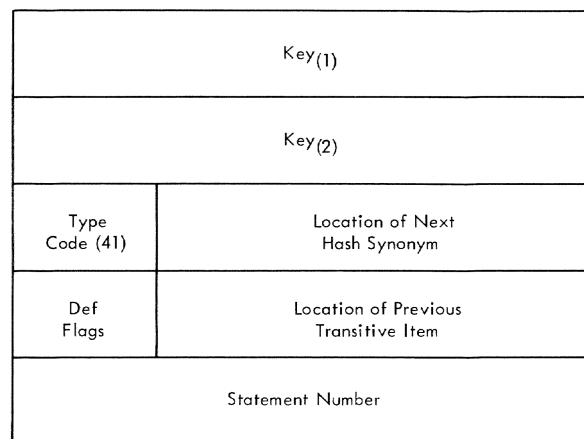 Key(1)
Key(2)
Type
Code (41)
Location of Next
Hash Synonym
Def
Flags
Location of Previous
Transitive Item
Statement Number